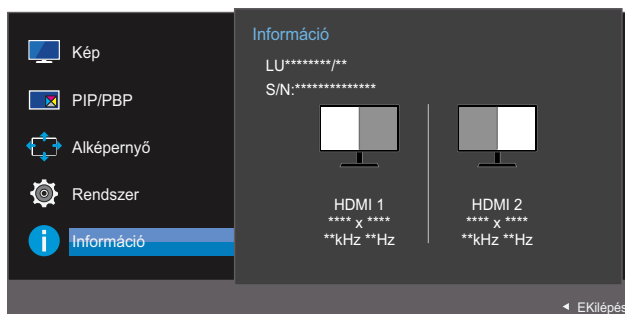 Kép
PIP/PBP
Alképernyő
Rendszer
Információ
Információ
LU********/**
S/N:**************
HDMI 1
**** x ****
**kHz **Hz
HDMI 2
**** x ****
**kHz **Hz
EKilépés